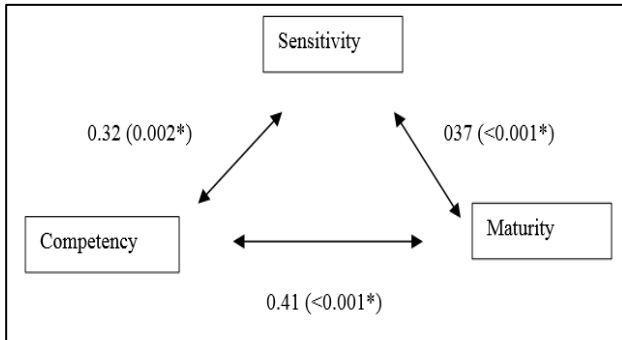 Sensitivity
0.32 (0.002*)
037 (<0.001*)
Competency
Maturity
0.41 (<0.001*)